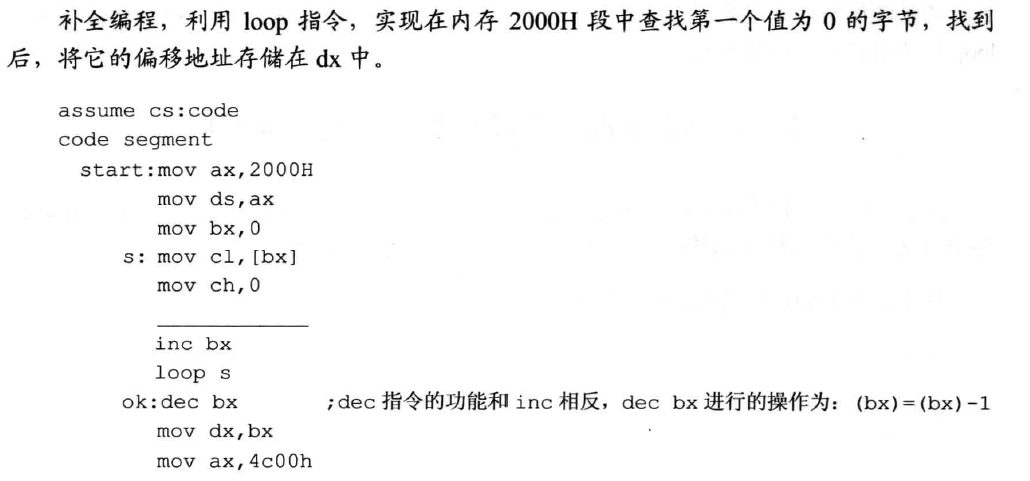 补全编程，利用 loop 指令，实现在内存 2000H 段中查找第一个值为 0 的字节，找到
后，将它的偏移地址存储在 dx 中。
assume cs:code
code segment
start:mov ax,2000H
mov ds,ax
mov bx,0
s: mov cl,[bx]
mov ch,0
____________
inc bx
loop s
ok:dec bx ;dec 指令的功能和 inc 相反，dec bx 进行的操作为：(bx)=(bx)-1
mov dx,bx
mov ax,4c00h